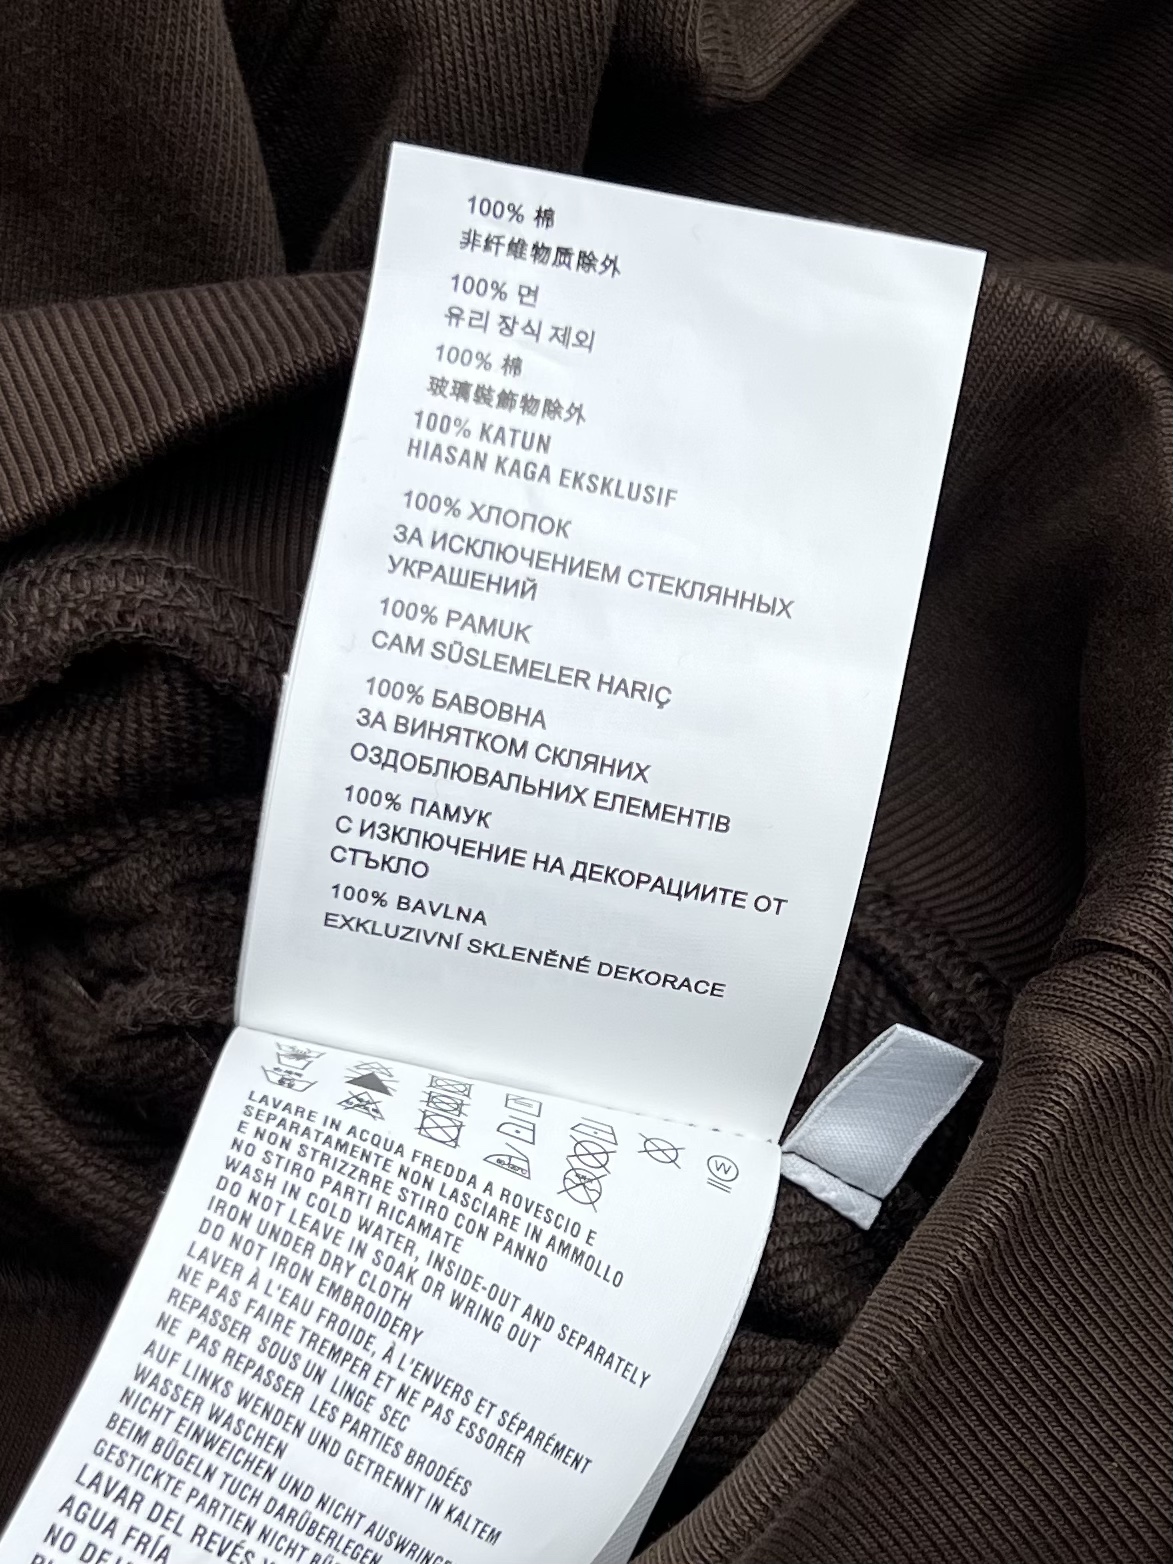 100% 棉
非纤维物质除外
100% 면
유리 장식 제외
100% 棉
玻璃裝飾物除外
100% KATUN
HIASAN KAGA EKSKLUSIF
100% ХЛОПОК
ЗА ИСКЛЮЧЕНИЕМ СТЕКЛЯННЫХ
УКРАШЕНИЙ
100% PAMUK
CAM SÜSLEMELER HARIÇ
100% БАВОВНА
ЗА ВИНЯТКОМ СКЛЯНИХ
ОЗДОБЛЮВАЛЬНИХ ЕЛЕМЕНТІВ
100% ПАМУК
С ИЗКЛЮЧЕНИЕ НА ДЕКОРАЦИИТЕ ОТ
СТЪКЛО
100% BAVLNA
EXKLUZIVNÍ SKLENĚNÉ DEKORACE
W
LAVARE IN ACQUA FREDDA A ROVESCIO E
SEPARATAMENTE NON LASCIARE IN AMMOLLO
E NON STRIZZRE STIRO CON PANNO
NO STIRO PARTI RICAMATE
WASH IN COLD WATER, INSIDE-OUT AND SEPARATELY
DO NOT LEAVE IN SOAK OR WRING OUT
IRON UNDER DRY CLOTH
DO NOT IRON EMBROIDERY
LAVER À L'EAU FROIDE, À L'ENVERS ET SÉPARÉMENT
NE PAS FAIRE TREMPER ET NE PAS ESSORER
REPASSER SOUS UN LINGE SEC
NE PAS REPASSER LES PARTIES BRODÉES
AUF LINKS WENDEN UND GETRENNT IN KALTEM
WASSER WASCHEN
NICHT EINWEICHEN UND NICHT AUSWRING
BEIM BÜGELN TUCH DARÜBERLEGEN
GESTICKTE PARTIEN NICHT
LAVAR DEL REVÉS
AGUA FRÍA
NO